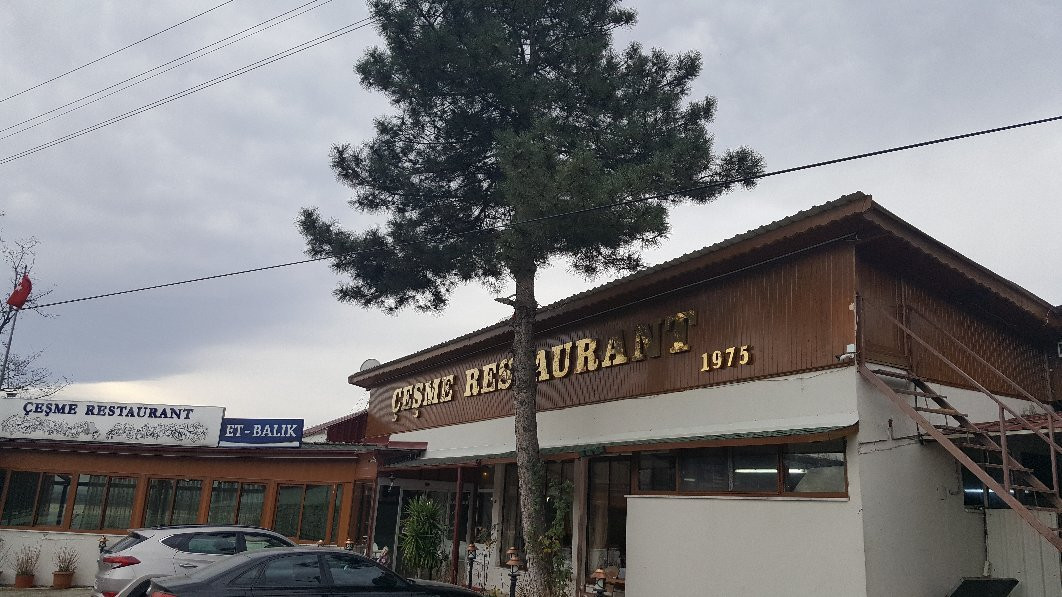 ÇEŞME RESTAURANT
1975
ÇEŞME RESTAURANT
ET-BALIK